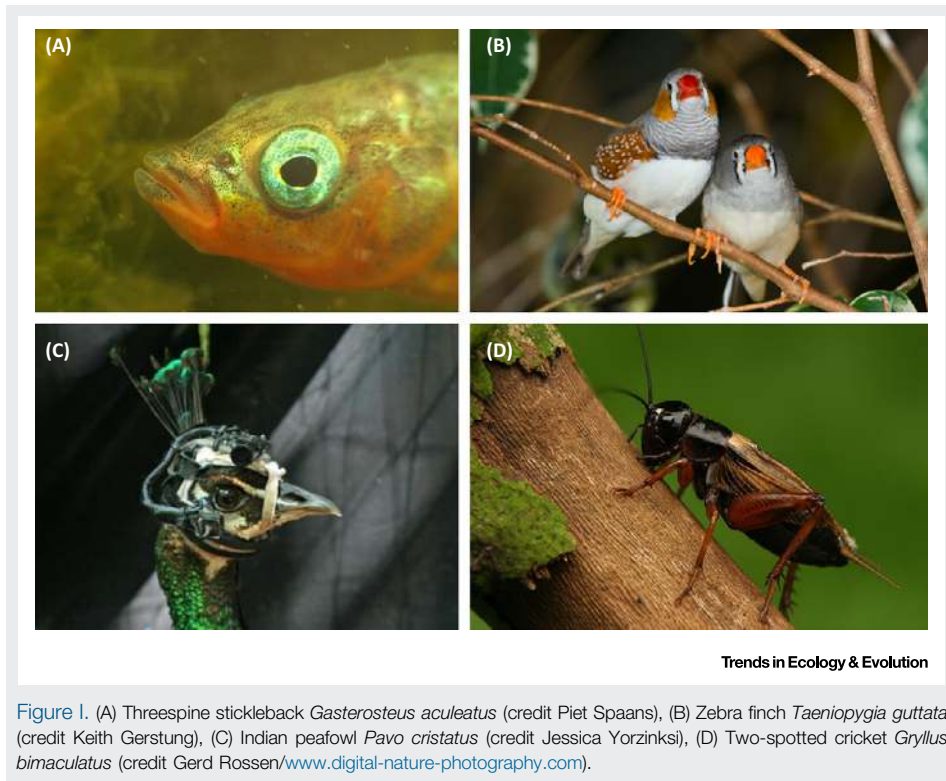 (A)
(B)
(C)
(D)
Trends in Ecology & Evolution
Figure I. (A) Threespine stickleback Gasterosteus aculeatus (credit Piet Spaans), (B) Zebra finch Taeniopygia guttata
(credit Keith Gerstung), (C) Indian peafowl Pavo cristatus (credit Jessica Yorzinksi), (D) Two-spotted cricket Gryllus
bimaculatus (credit Gerd Rossen/www.digital-nature-photography.com).